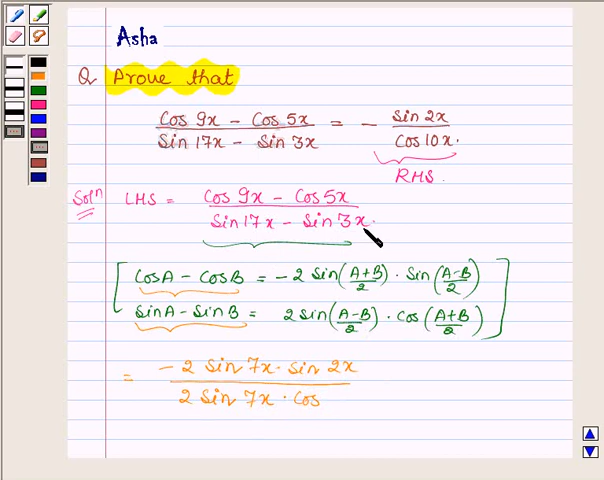 Asha
Q Prove that
Cos 9x - Cos 5x / Sin 17x - Sin 3x = - Sin 2x / Cos 10x.
RHS.
Solⁿ LHS = Cos 9x - Cos 5x / Sin 17x - Sin 3x.
[ CosA - CosB = -2 Sin(A+B/2) · Sin(A-B/2)
SinA - SinB = 2 Sin(A-B/2) · Cos(A+B/2) ]
= -2 Sin 7x · Sin 2x / 2 Sin 7x · Cos